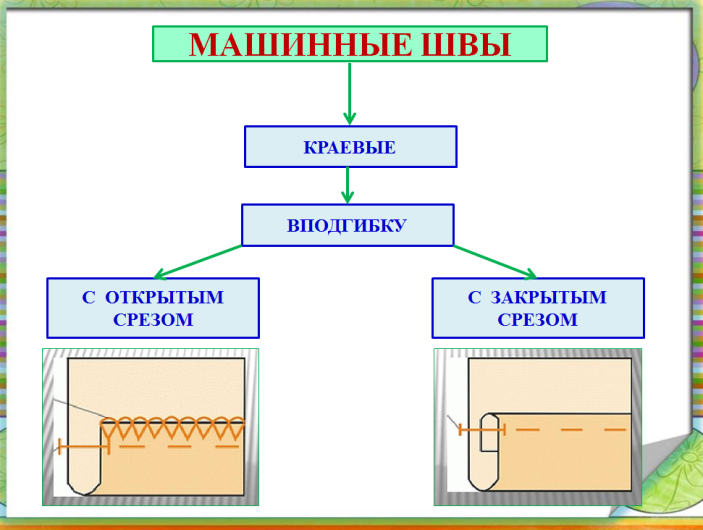 МАШИННЫЕ ШВЫ
КРАЕВЫЕ
ВПОДГИБКУ
С ОТКРЫТЫМ
СРЕЗОМ
С ЗАКРЫТЫМ
СРЕЗОМ